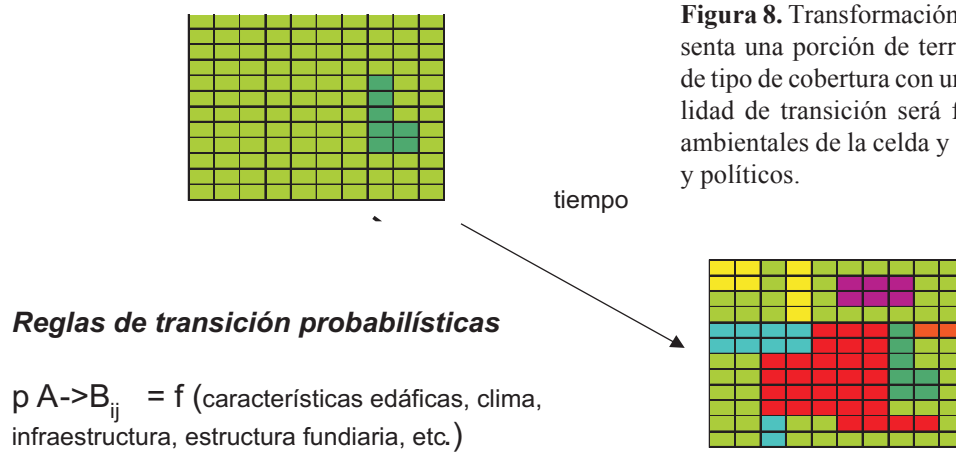 Figura 8. Transformación
senta una porción de terr
de tipo de cobertura con un
lidad de transición será f
ambientales de la celda y
y políticos.
tiempo
Reglas de transición probabilísticas
p A->Bij = f (características edáficas, clima,
infraestructura, estructura fundiaria, etc.)